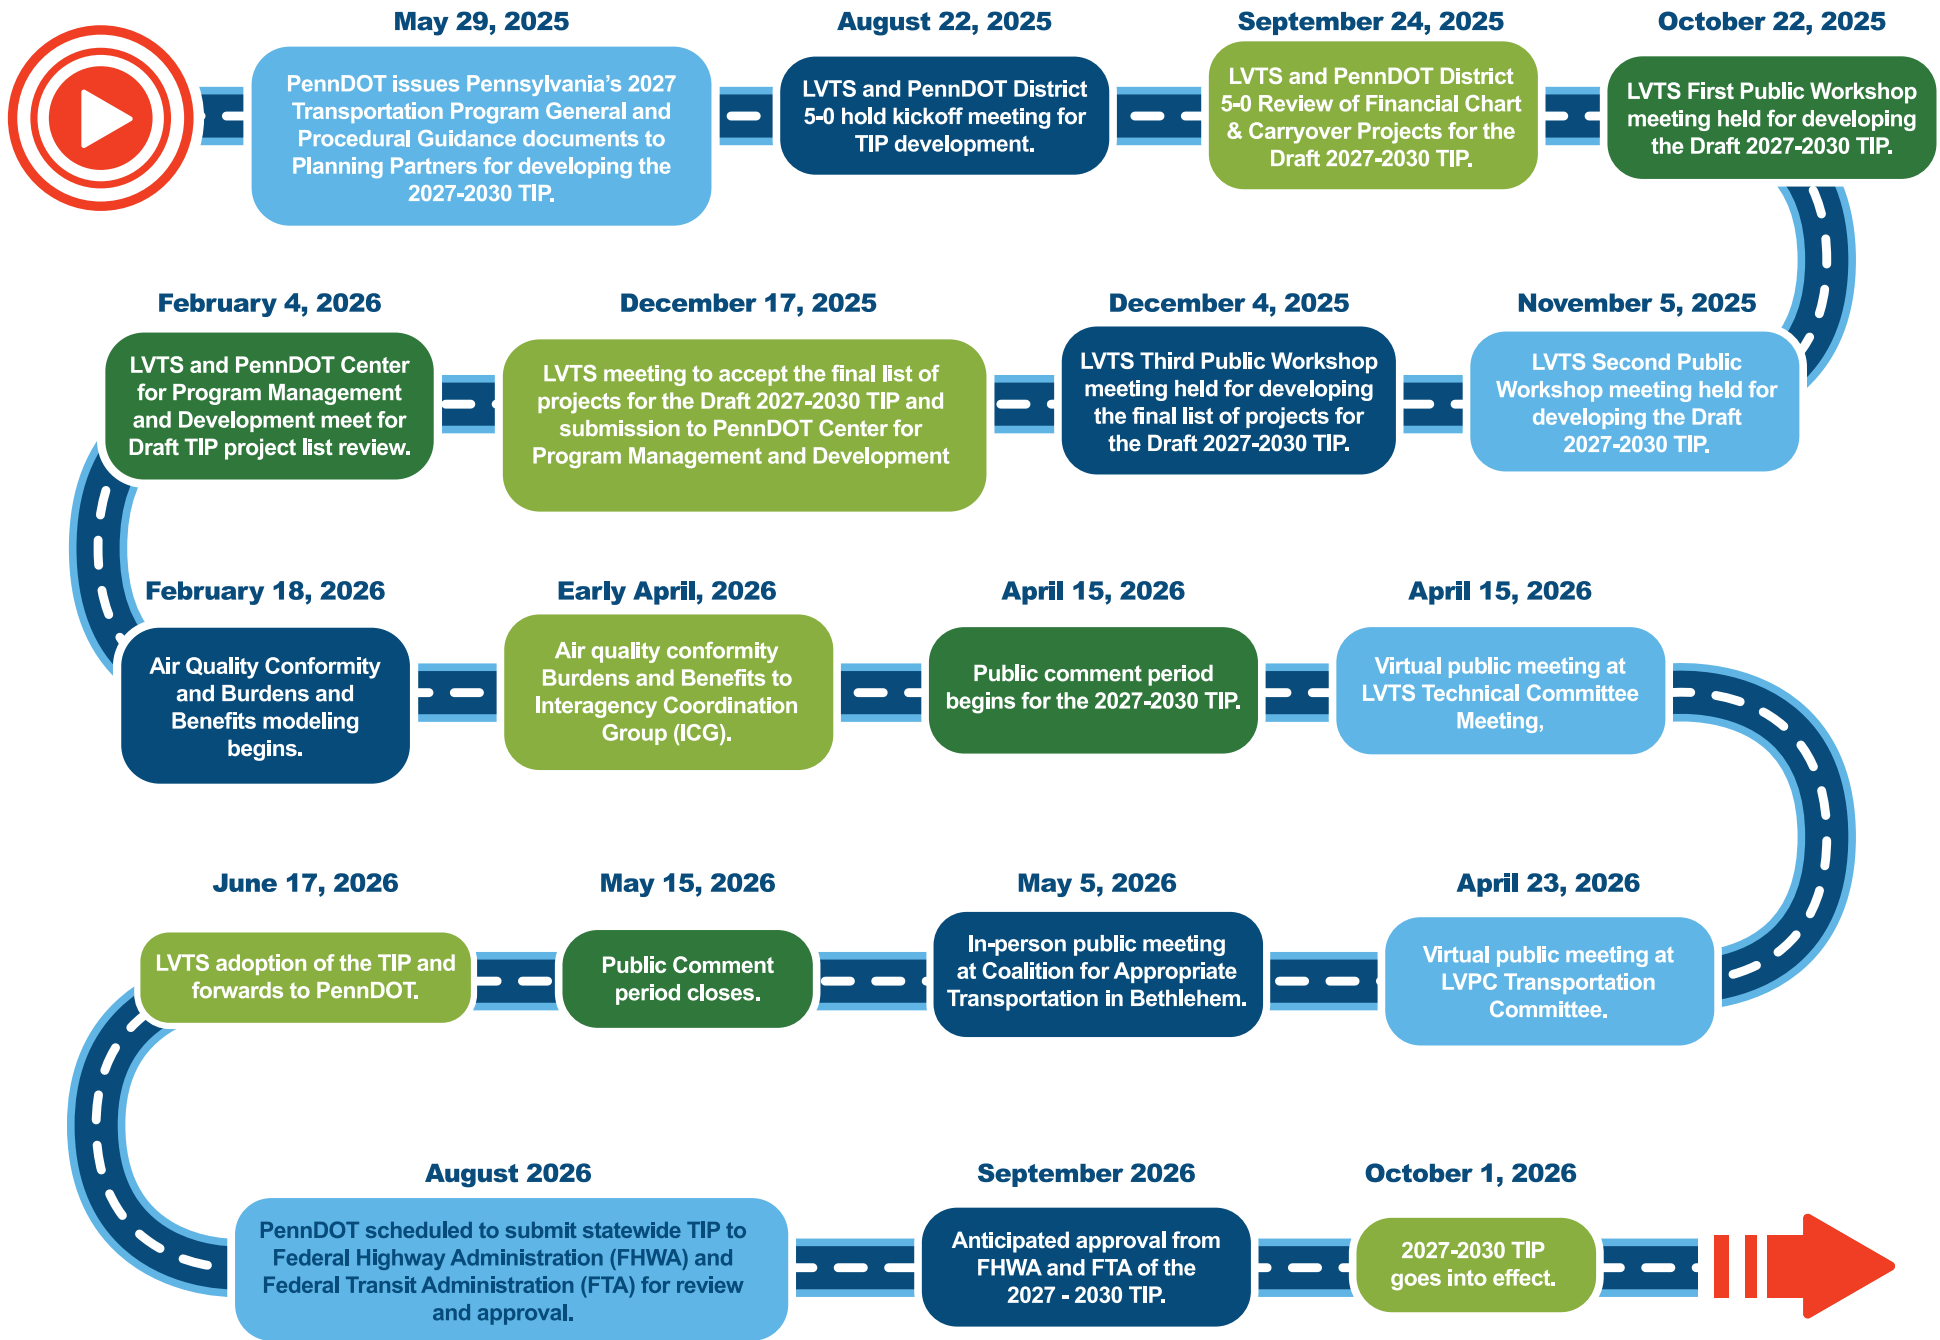 May 29, 2025
PennDOT issues Pennsylvania's 2027
Transportation Program General and
Procedural Guidance documents to
Planning Partners for developing the
2027-2030 TIP.
August 22, 2025
LVTS and PennDOT District
5-0 hold kickoff meeting for
TIP development.
September 24, 2025
LVTS and PennDOT District
5-0 Review of Financial Chart
& Carryover Projects for the
Draft 2027-2030 TIP.
October 22, 2025
LVTS First Public Workshop
meeting held for developing
the Draft 2027-2030 TIP.
November 5, 2025
LVTS Second Public
Workshop meeting held for
developing the Draft
2027-2030 TIP.
December 4, 2025
LVTS Third Public Workshop
meeting held for developing
the final list of projects for
the Draft 2027-2030 TIP.
December 17, 2025
LVTS meeting to accept the final list of
projects for the Draft 2027-2030 TIP and
submission to PennDOT Center for
Program Management and Development
February 4, 2026
LVTS and PennDOT Center
for Program Management
and Development meet for
Draft TIP project list review.
February 18, 2026
Air Quality Conformity
and Burdens and
Benefits modeling
begins.
Early April, 2026
Air quality conformity
Burdens and Benefits to
Interagency Coordination
Group (ICG).
April 15, 2026
Public comment period
begins for the 2027-2030 TIP.
April 15, 2026
Virtual public meeting at
LVTS Technical Committee
Meeting,
April 23, 2026
Virtual public meeting at
LVPC Transportation
Committee.
May 5, 2026
In-person public meeting
at Coalition for Appropriate
Transportation in Bethlehem.
May 15, 2026
Public Comment
period closes.
June 17, 2026
LVTS adoption of the TIP and
forwards to PennDOT.
August 2026
PennDOT scheduled to submit statewide TIP to
Federal Highway Administration (FHWA) and
Federal Transit Administration (FTA) for review
and approval.
September 2026
Anticipated approval from
FHWA and FTA of the
2027 - 2030 TIP.
October 1, 2026
2027-2030 TIP
goes into effect.